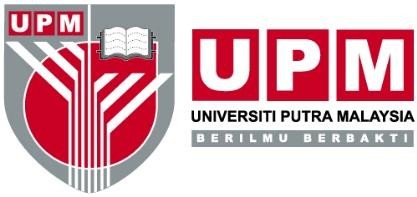 UPM
UPM
UNIVERSITI PUTRA MALAYSIA
BERILMU BERBAKTI